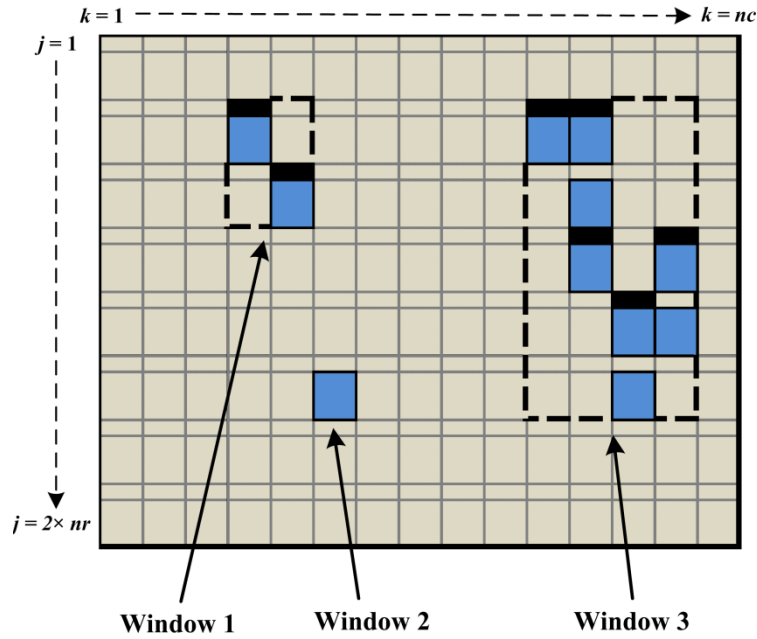 k = 1
k = nc
j = 1
j = 2× nr
Window 1
Window 2
Window 3